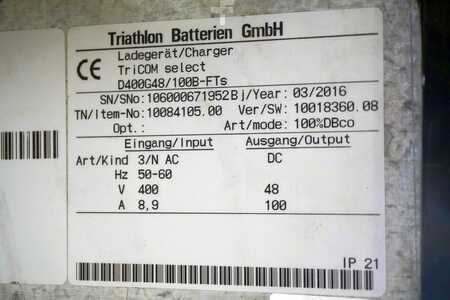 Triathlon Batterien GmbH
CE
Ladegerät/Charger
TriCOM select
D400G48/100B-FTs
SN/SNo:106000671952 Bj/Year: 03/2016
TN/Item-No:10084105.00 Ver/SW: 10018360.08
Opt.: Art/mode: 100%DBco
Eingang/Input Ausgang/Output
Art/Kind 3/N AC DC
Hz 50-60
V 400 48
A 8,9 100
IP 21